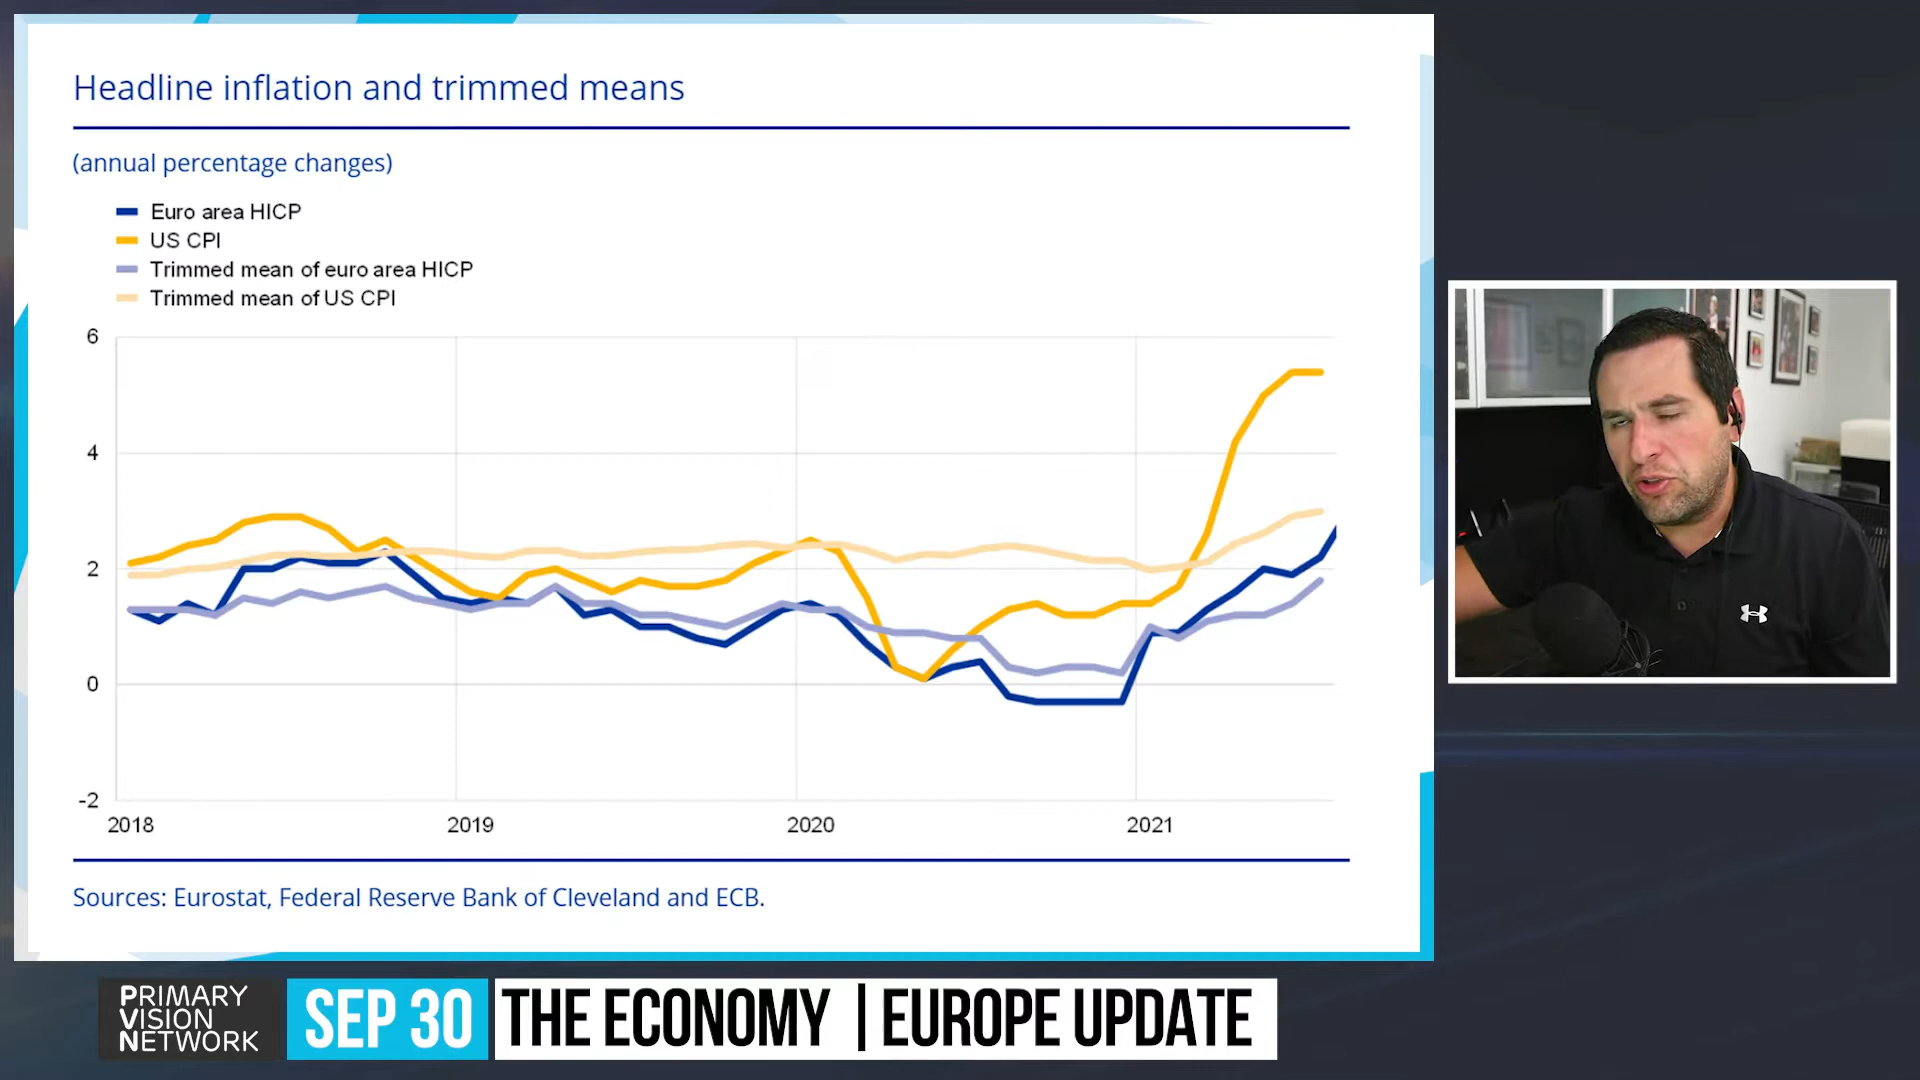 Headline inflation and trimmed means
(annual percentage changes)
Euro area HICP
US CPI
Trimmed mean of euro area HICP
Trimmed mean of US CPI
6
4
2
0
-2
2018
2019
2020
2021
Sources: Eurostat, Federal Reserve Bank of Cleveland and ECB.
PRIMARY
VISION
NETWORK
SEP 30
THE ECONOMY | EUROPE UPDATE